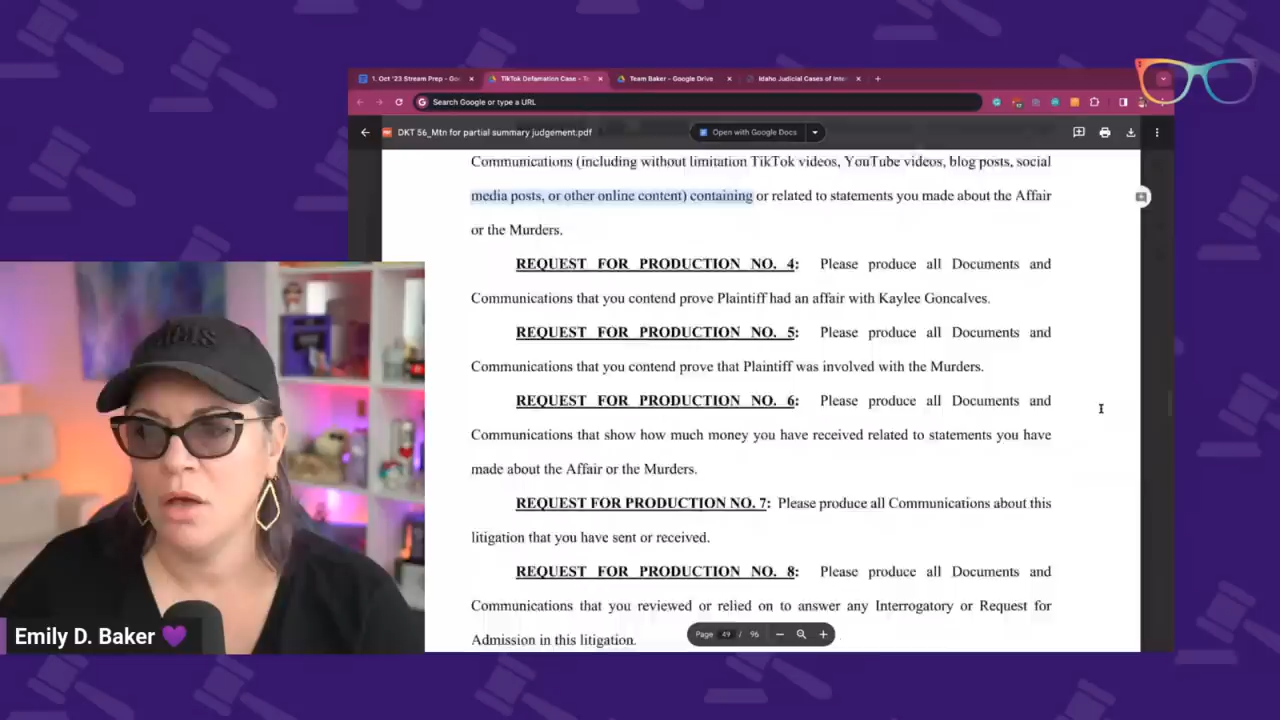 1. Oct '23 Stream Prep - Go
TikTok Defamation Case - T
Team Baker - Google Drive
Idaho Judicial Cases of Inte
Search Google or type a URL
DKT 56_Mtn for partial summary judgement.pdf
Open with Google Docs
Communications (including without limitation TikTok videos, YouTube videos, blog posts, social
media posts, or other online content) containing or related to statements you made about the Affair
or the Murders.
REQUEST FOR PRODUCTION NO. 4: Please produce all Documents and
Communications that you contend prove Plaintiff had an affair with Kaylee Goncalves.
REQUEST FOR PRODUCTION NO. 5: Please produce all Documents and
Communications that you contend prove that Plaintiff was involved with the Murders.
REQUEST FOR PRODUCTION NO. 6: Please produce all Documents and
Communications that show how much money you have received related to statements you have
made about the Affair or the Murders.
REQUEST FOR PRODUCTION NO. 7: Please produce all Communications about this
litigation that you have sent or received.
REQUEST FOR PRODUCTION NO. 8: Please produce all Documents and
Communications that you reviewed or relied on to answer any Interrogatory or Request for
Admission in this litigation.
Page 49 / 96
Emily D. Baker 💜